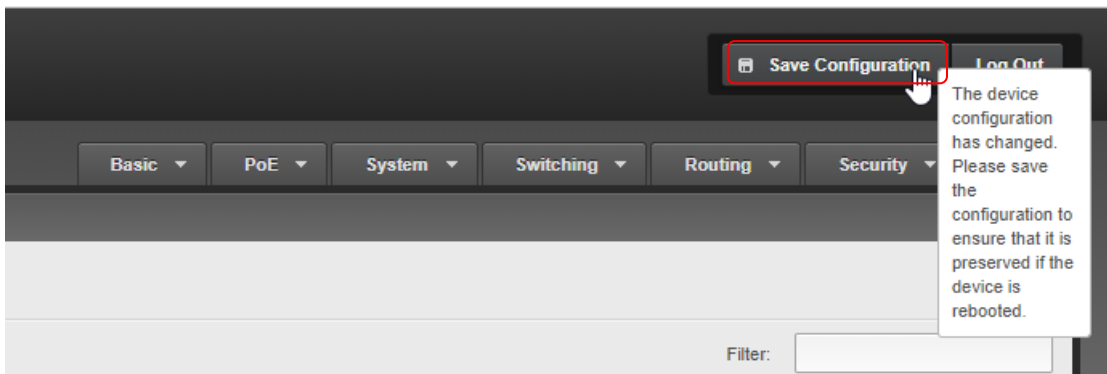 Save Configuration Log Out
The device
configuration
has changed.
Please save
the
configuration to
ensure that it is
preserved if the
device is
rebooted.
Basic PoE System Switching Routing Security
Filter: